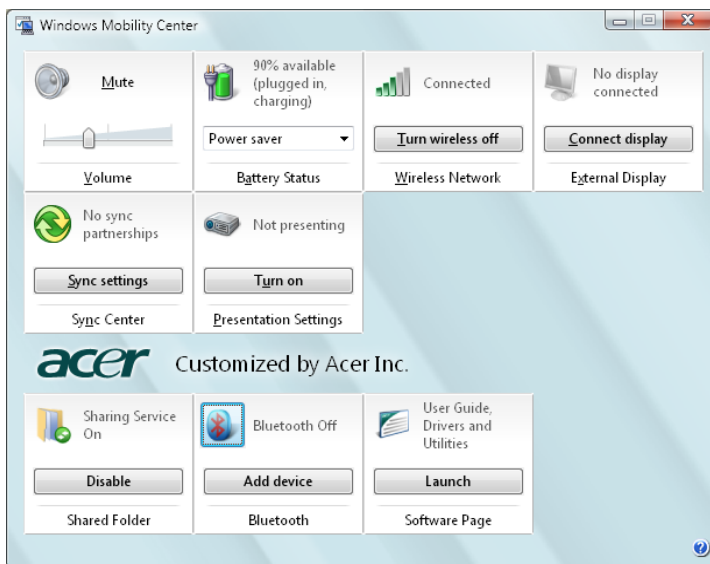 Windows Mobility Center
Mute
Volume
90% available
(plugged in,
charging)
Power saver
Battery Status
Connected
Turn wireless off
Wireless Network
No display
connected
Connect display
External Display
No sync
partnerships
Sync settings
Sync Center
Not presenting
Turn on
Presentation Settings
acer Customized by Acer Inc.
Sharing Service
On
Disable
Shared Folder
Bluetooth Off
Add device
Bluetooth
User Guide,
Drivers and
Utilities
Launch
Software Page